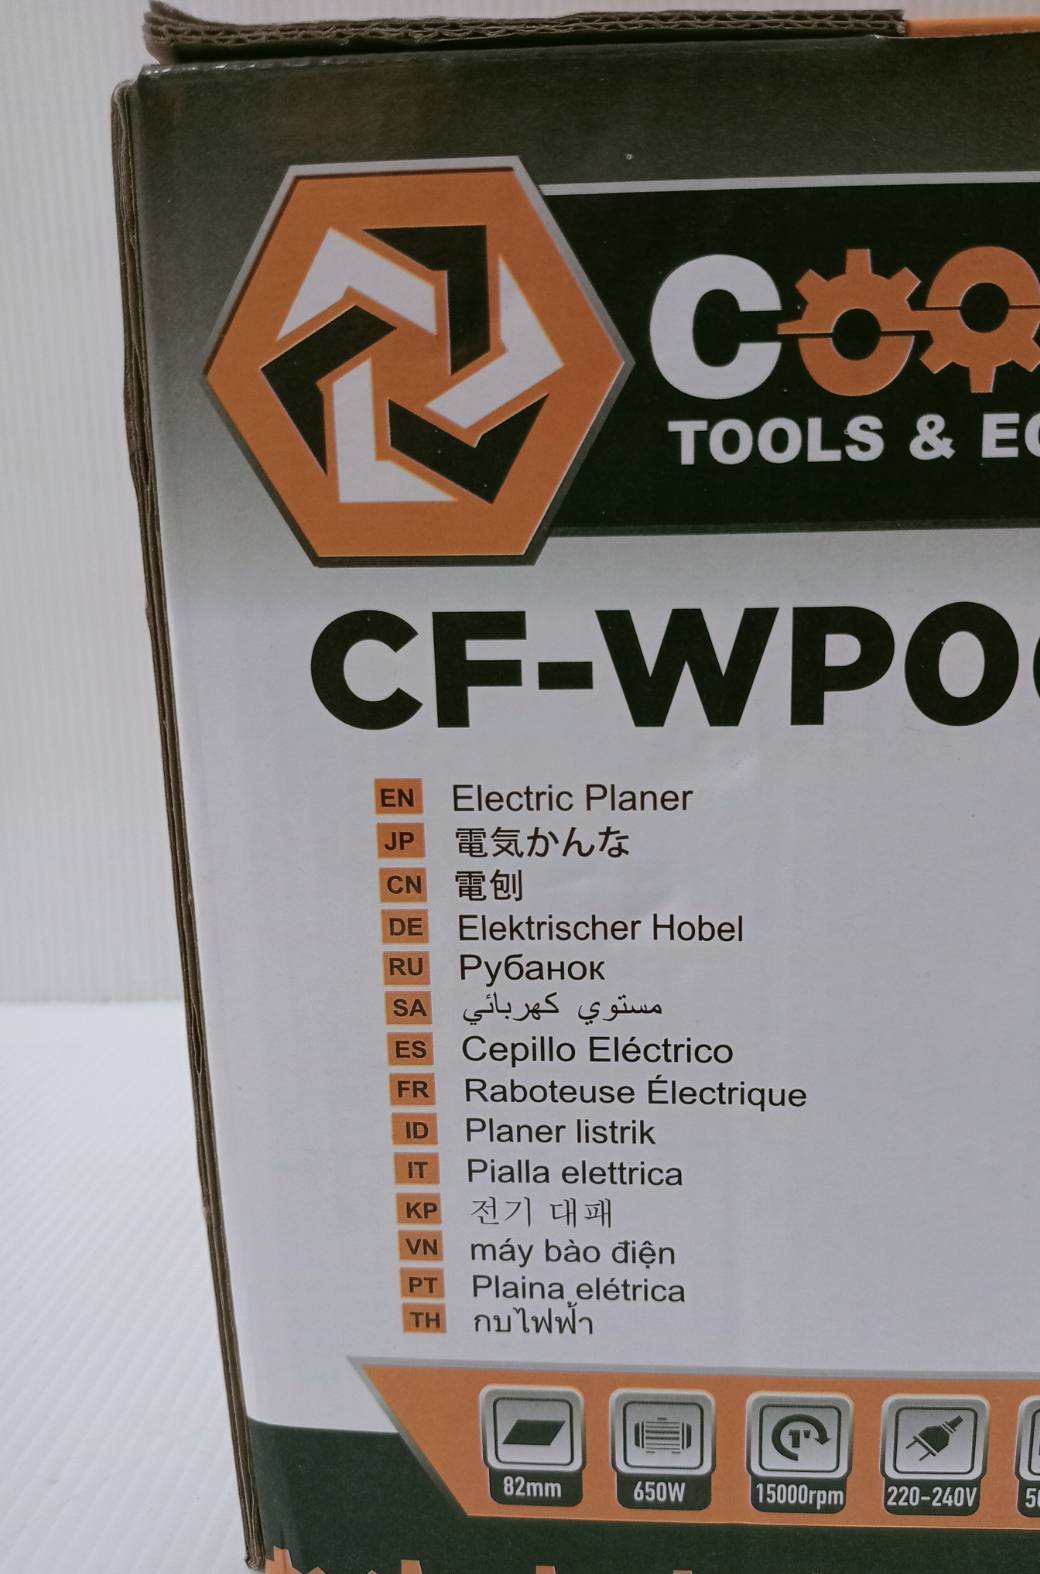 TOOLS &
CF-WP0
EN Electric Planer
JP 電気かんな
CN 電刨
DE Elektrischer Hobel
RU Рубанок
SA مستوي كهربائي
ES Cepillo Eléctrico
FR Raboteuse Électrique
ID Planer listrik
IT Pialla elettrica
KP 전기 대패
VN máy bào điện
PT Plaina elétrica
TH กบไฟฟ้า
82mm 650W 15000rpm 220-240V